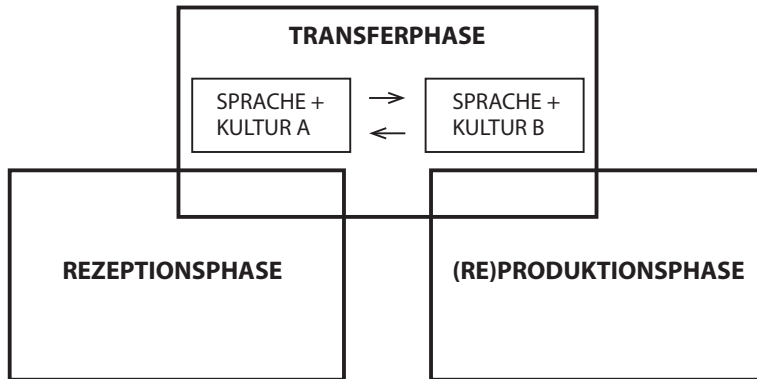 TRANSFERPHASE
SPRACHE +
KULTUR A
SPRACHE +
KULTUR B
REZEPTIONSPHASE
(RE)PRODUKTIONSPHASE